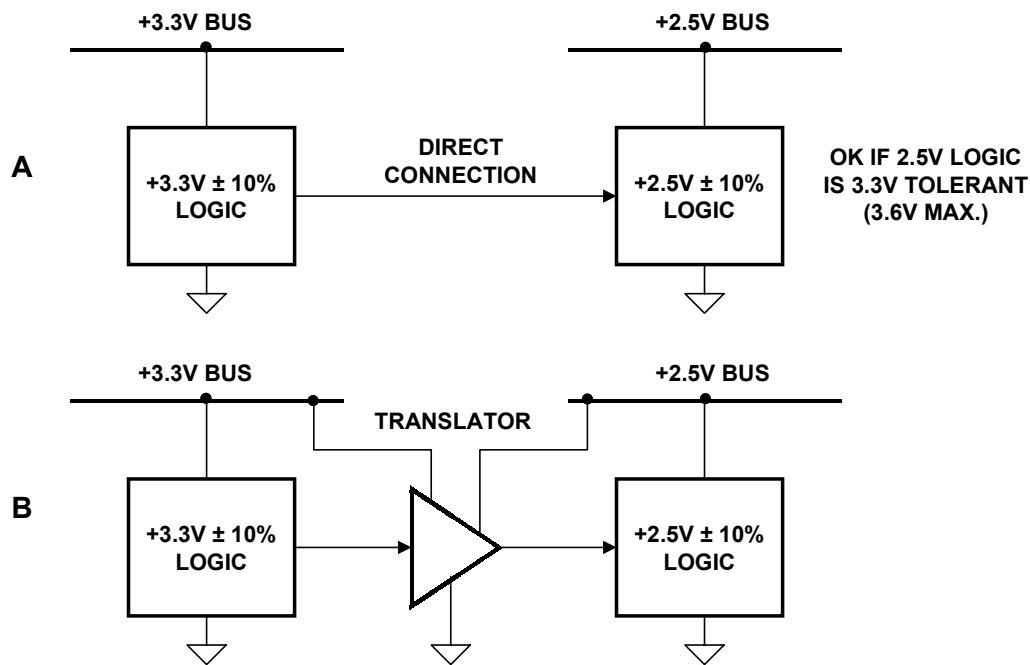 +3.3V BUS
+2.5V BUS
A
+3.3V ± 10%
LOGIC
DIRECT
CONNECTION
+2.5V ± 10%
LOGIC
OK IF 2.5V LOGIC
IS 3.3V TOLERANT
(3.6V MAX.)
+3.3V BUS
+2.5V BUS
TRANSLATOR
B
+3.3V ± 10%
LOGIC
+2.5V ± 10%
LOGIC